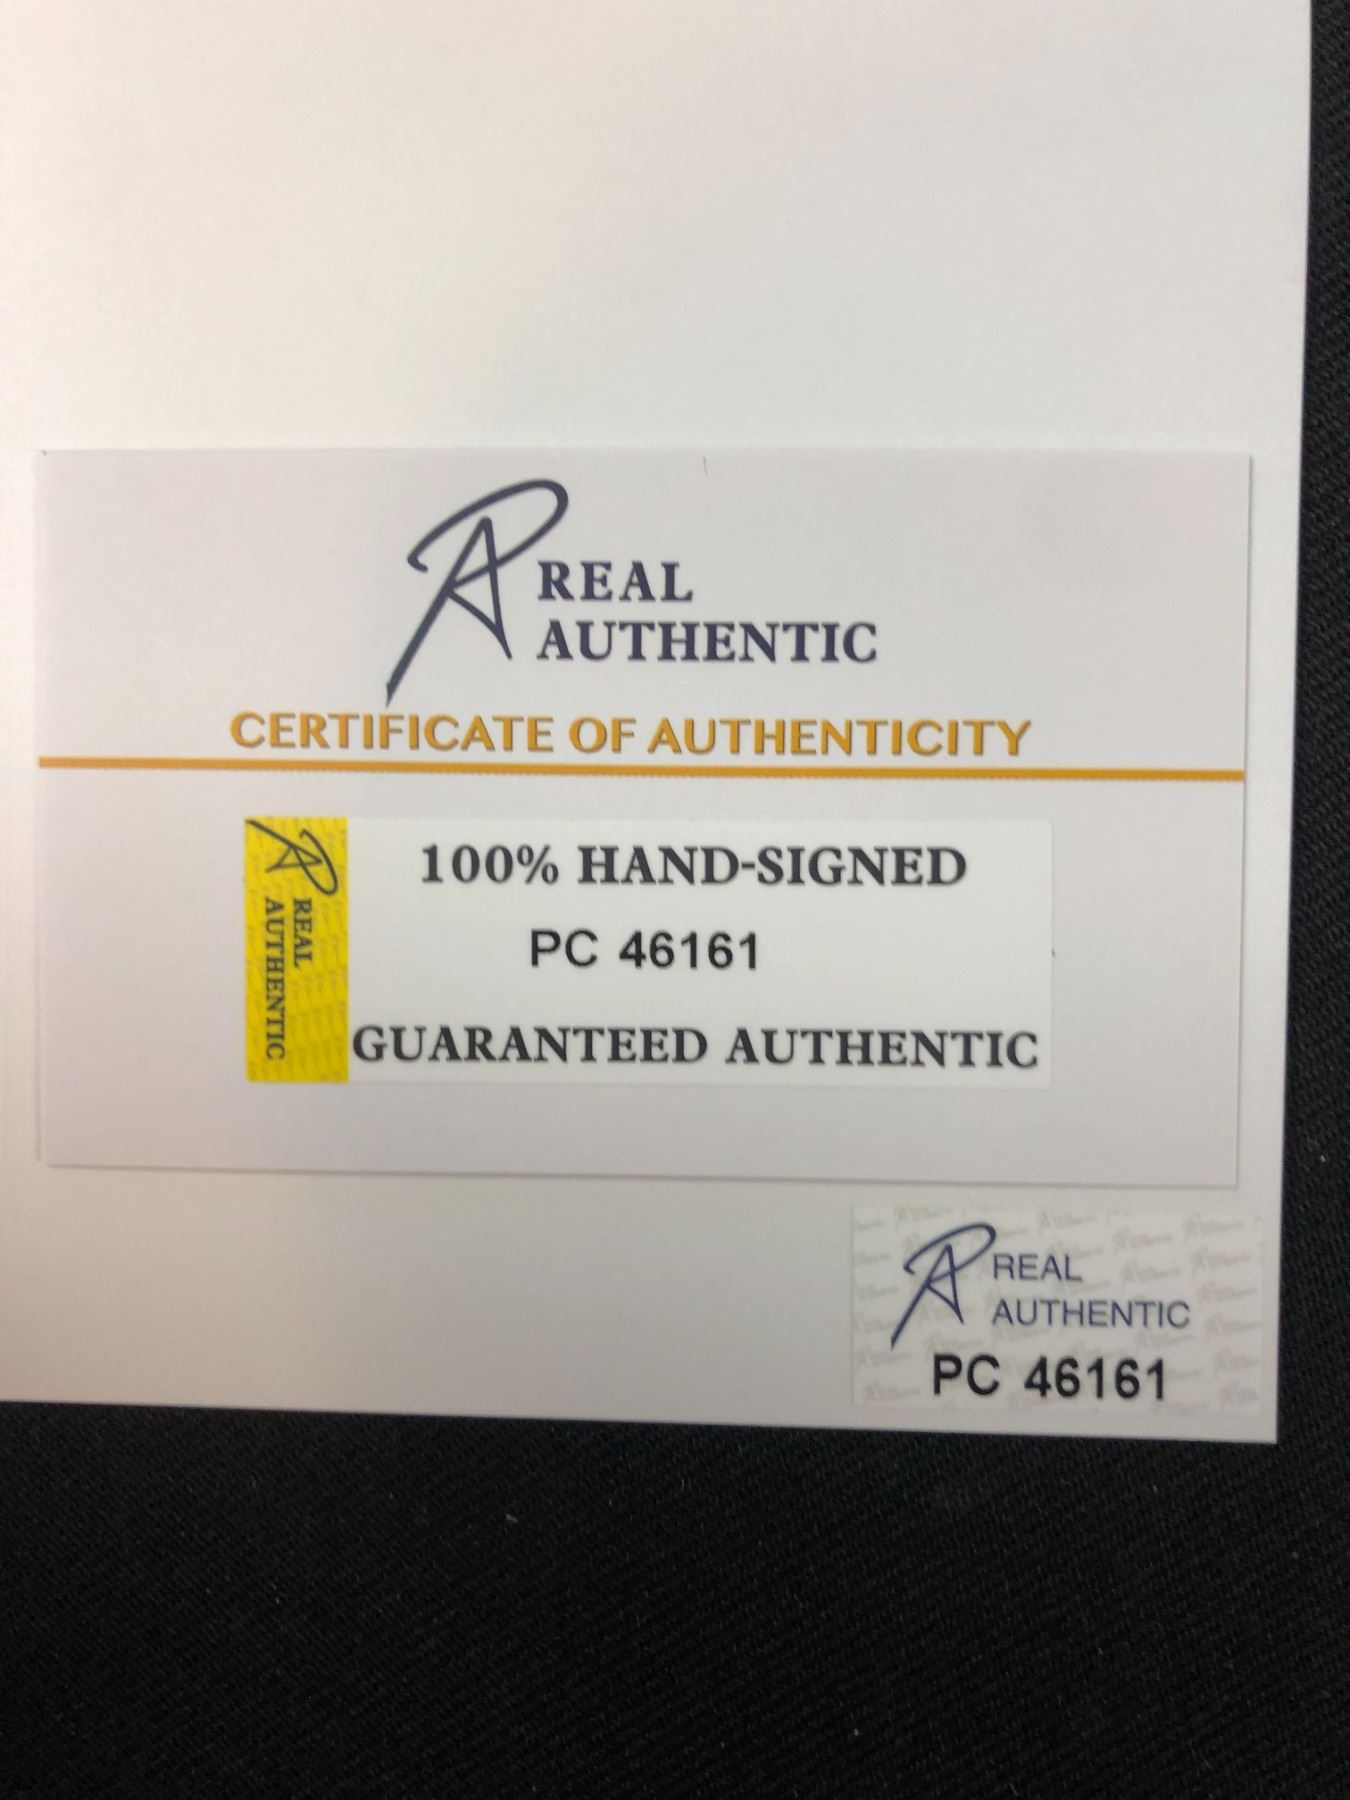 REAL
AUTHENTIC
CERTIFICATE OF AUTHENTICITY
REAL
AUTHENTIC
100% HAND-SIGNED
PC 46161
GUARANTEED AUTHENTIC
REAL
AUTHENTIC
PC 46161